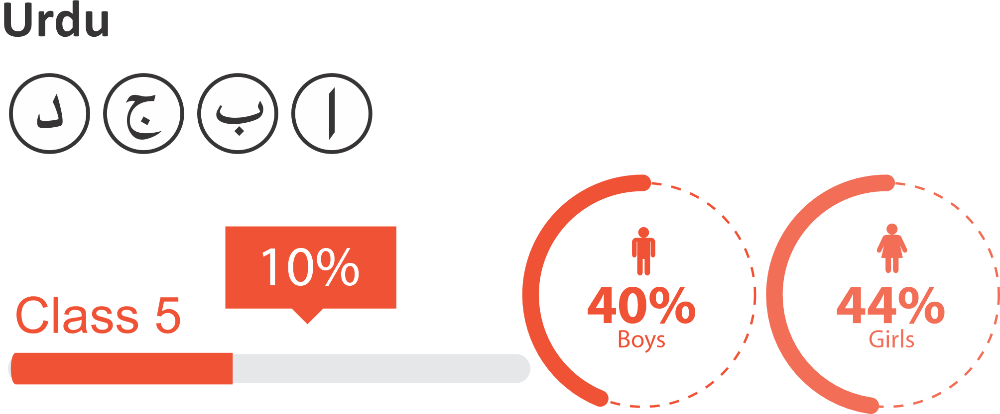 Urdu
ا ب ج د
10%
Class 5
40%
Boys
44%
Girls